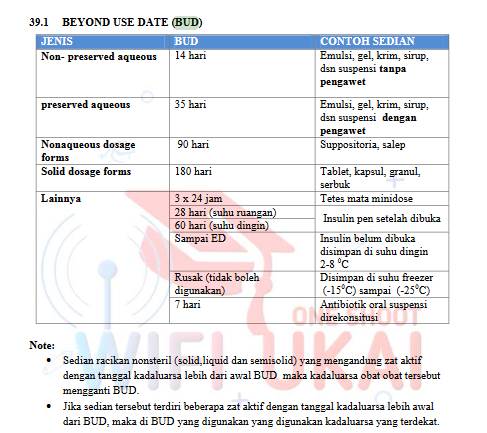 39.1 BEYOND USE DATE (BUD)
JENIS BUD CONTOH SEDIAN
Non- preserved aqueous 14 hari Emulsi, gel, krim, sirup,
dsn suspensi tanpa
pengawet
preserved aqueous 35 hari Emulsi, gel, krim, sirup,
dsn suspensi dengan
pengawet
Nonaqueous dosage 90 hari Suppositoria, salep
forms
Solid dosage forms 180 hari Tablet, kapsul, granul,
serbuk
Lainnya 3 x 24 jam Tetes mata minidose
28 hari (suhu ruangan) Insulin pen setelah dibuka
60 hari (suhu dingin)
Sampai ED Insulin belum dibuka
disimpan di suhu dingin
2-8 ⁰C
Rusak (tidak boleh Disimpan di suhu freezer
digunakan) (-15⁰C) sampai (-25⁰C)
7 hari Antibiotik oral suspensi
direkonsitusi
ONE SHOOT
WIFI UKAI
Note:
• Sedian racikan nonsteril (solid,liquid dan semisolid) yang mengandung zat aktif
dengan tanggal kadaluarsa lebih dari awal BUD maka kadaluarsa obat obat tersebut
mengganti BUD.
• Jika sedian tersebut terdiri beberapa zat aktif dengan tanggal kadaluarsa lebih awal
dari BUD, maka di BUD yang digunakan yang digunakan kadaluarsa yang terdekat.